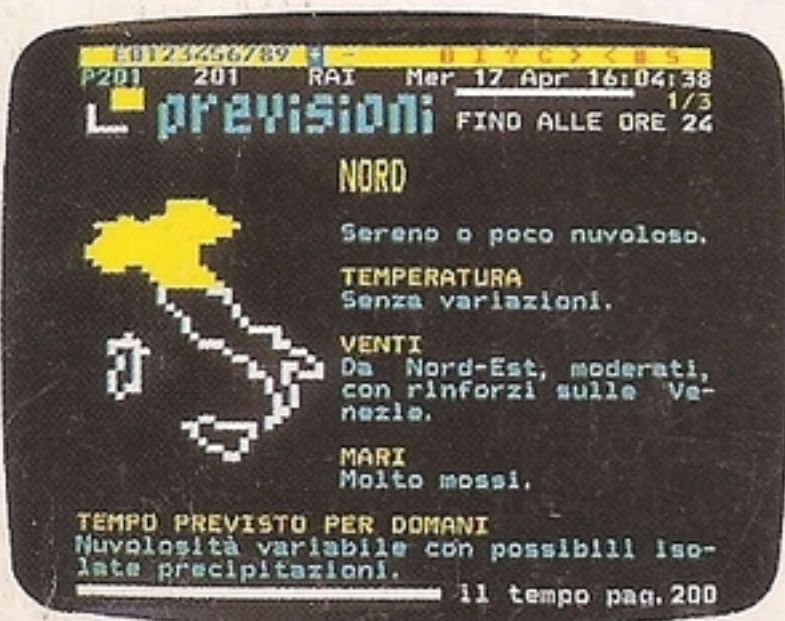 P201 201 RAI Mer 17 Apr 16:04:38
1/3
previsioni FINO ALLE ORE 24
NORD
Sereno o poco nuvoloso.
TEMPERATURA
Senza variazioni.
VENTI
Da Nord-Est, moderati,
con rinforzi sulle Ve-
nezie.
MARI
Molto mossi.
TEMPO PREVISTO PER DOMANI
Nuvolosità variabile con possibili iso-
late precipitazioni.
il tempo pag. 200